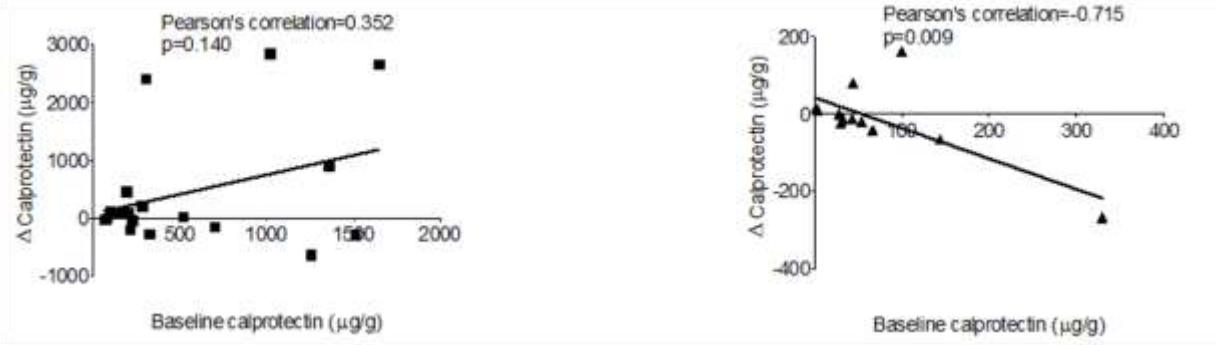 Pearson's correlation=0.352
p=0.140
3000
2000
1000
0
-1000
500
1000
1500
2000
Δ Calprotectin (μg/g)
Baseline calprotectin (μg/g)
Pearson's correlation=-0.715
p=0.009
200
0
-200
-400
100
200
300
400
Δ Calprotectin (μg/g)
Baseline calprotectin (μg/g)